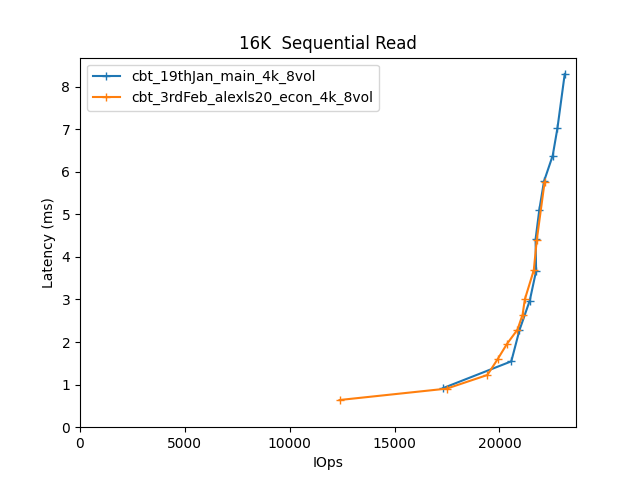 16K  Sequential Read
cbt_19thJan_main_4k_8vol
cbt_3rdFeb_alexls20_econ_4k_8vol
8
7
6
5
4
3
2
1
0
Latency (ms)
0 5000 10000 15000 20000
IOps